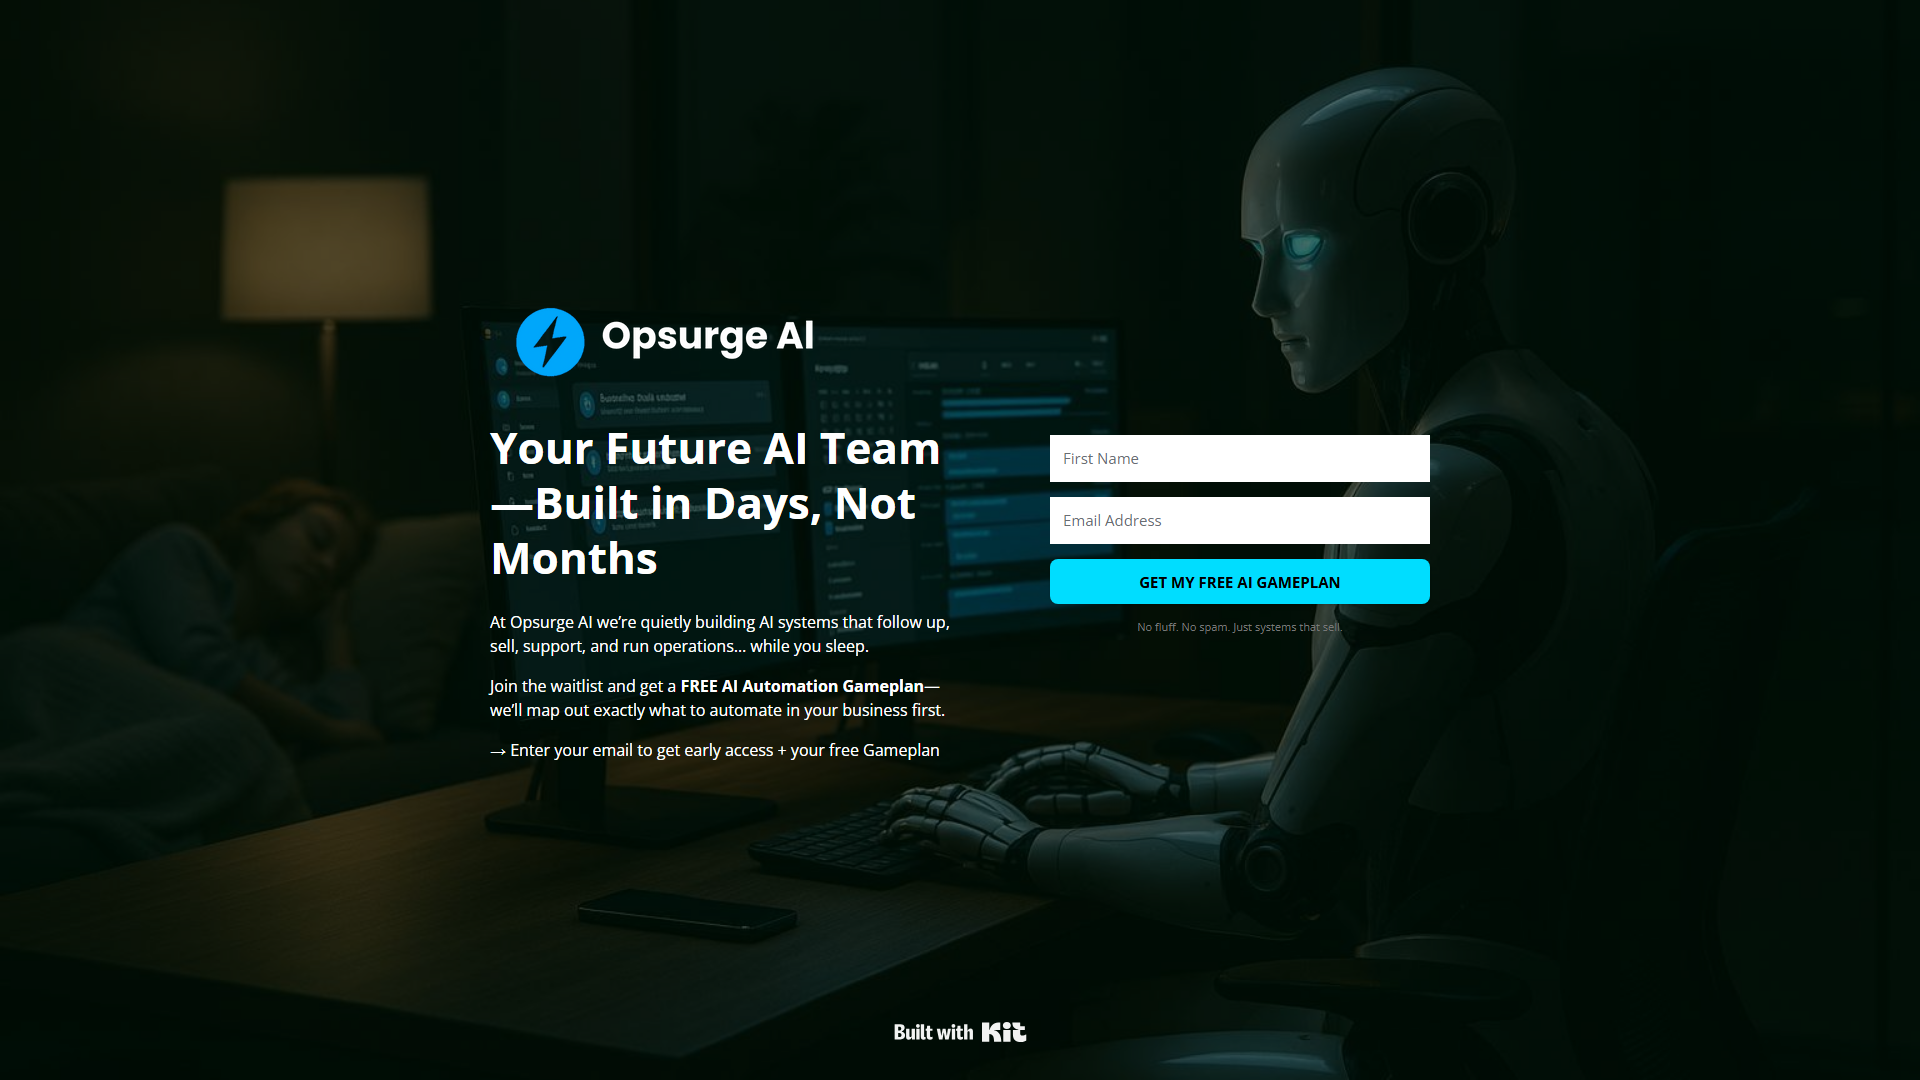 Opsurge AI
Your Future AI Team
—Built in Days, Not
Months
At Opsurge AI we’re quietly building AI systems that follow up,
sell, support, and run operations... while you sleep.
Join the waitlist and get a FREE AI Automation Gameplan—
we’ll map out exactly what to automate in your business first.
→ Enter your email to get early access + your free Gameplan
First Name
Email Address
GET MY FREE AI GAMEPLAN
No fluff. No spam. Just systems that sell.
Built with Kit